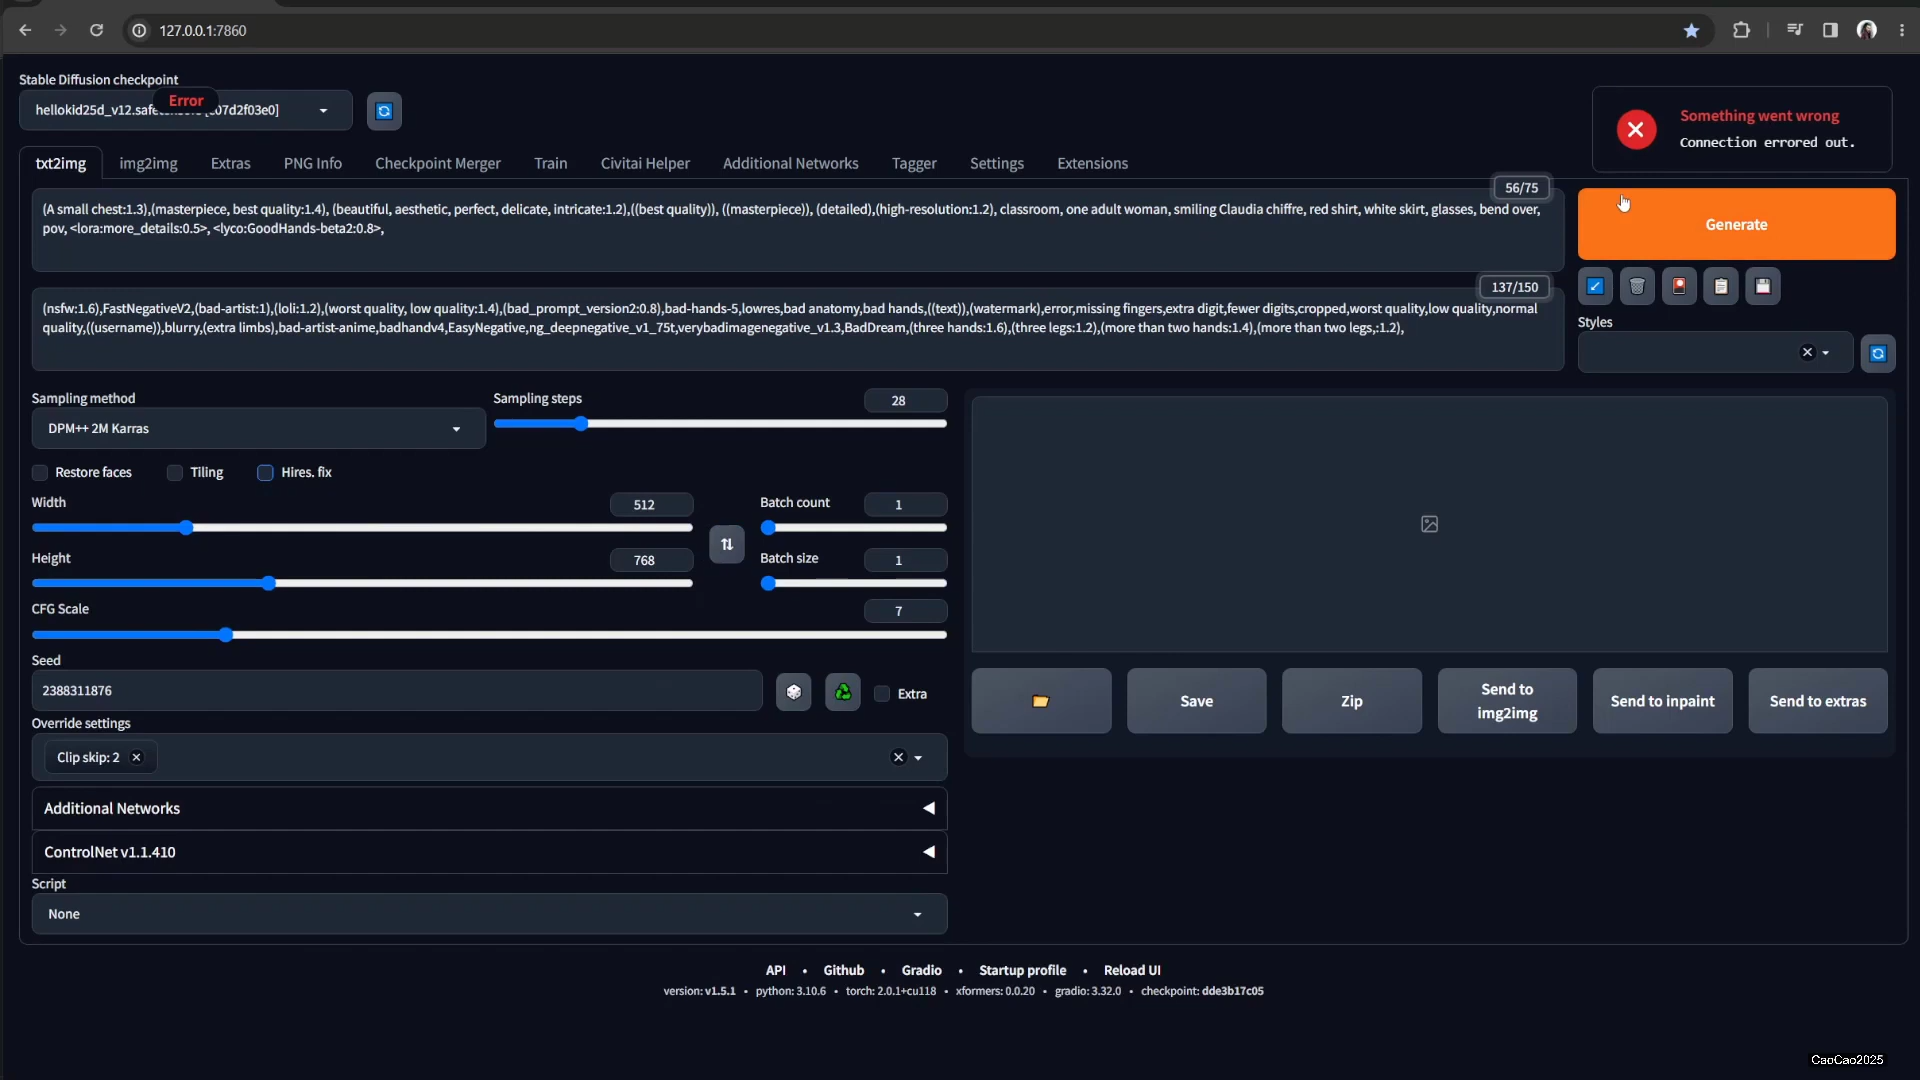 127.0.0.1:7860
Stable Diffusion checkpoint
Error
hellokid25d_v12.safe c07d2f03e0]
Something went wrong
Connection errored out.
txt2img img2img Extras PNG Info Checkpoint Merger Train Civitai Helper Additional Networks Tagger Settings Extensions
56/75
(A small chest:1.3),(masterpiece, best quality:1.4), (beautiful, aesthetic, perfect, delicate, intricate:1.2),((best quality)), ((masterpiece)), (detailed),(high-resolution:1.2), classroom, one adult woman, smiling Claudia chiffre, red shirt, white skirt, glasses, bend over,
pov, <lora:more_details:0.5>, <lyco:GoodHands-beta2:0.8>,
Generate
137/150
(nsfw:1.6),FastNegativeV2,(bad-artist:1),(loli:1.2),(worst quality, low quality:1.4),(bad_prompt_version2:0.8),bad-hands-5,lowres,bad anatomy,bad hands,((text)),(watermark),error,missing fingers,extra digit,fewer digits,cropped,worst quality,low quality,normal
quality,((username)),blurry,(extra limbs),bad-artist-anime,badhandv4,EasyNegative,ng_deepnegative_v1_75t,verybadimagenegative_v1.3,BadDream,(three hands:1.6),(three legs:1.2),(more than two hands:1.4),(more than two legs,:1.2),
Styles
Sampling method
DPM++ 2M Karras
Sampling steps 28
Restore faces Tiling Hires. fix
Width 512
Batch count 1
Height 768
Batch size 1
CFG Scale 7
Seed
2388311876
Extra
Override settings
Clip skip: 2
Additional Networks
ControlNet v1.1.410
Script
None
Save Zip Send to inpaint Send to extras
Send to
img2img
API • Github • Gradio • Startup profile • Reload UI
version: v1.5.1 • python: 3.10.6 • torch: 2.0.1+cu118 • xformers: 0.0.20 • gradio: 3.32.0 • checkpoint: dde3b17c05
CaoCao2025